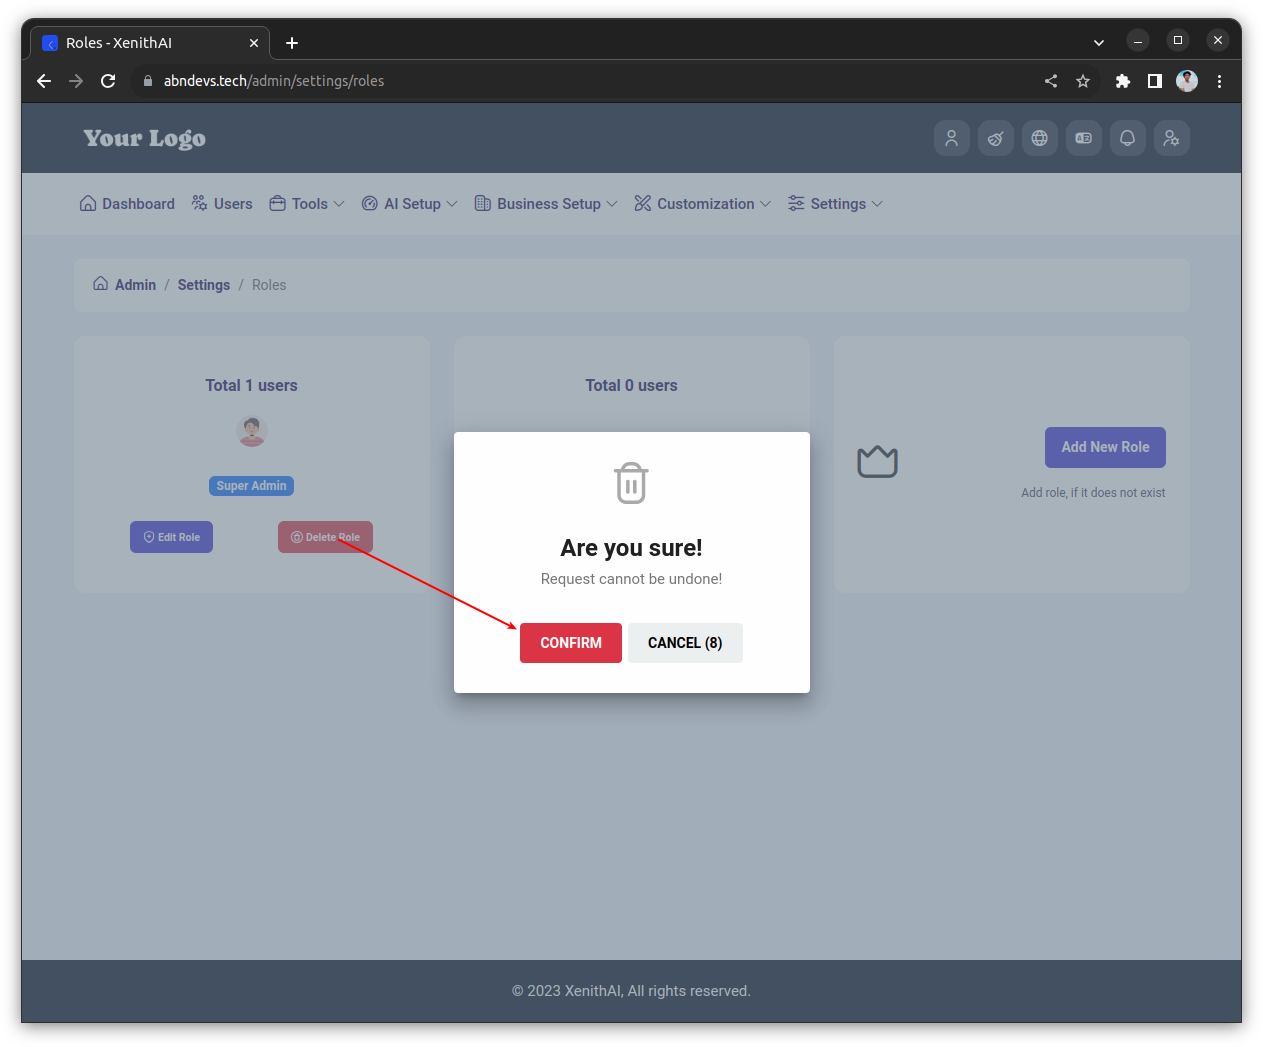 Roles - XenithAI
abndevs.tech/admin/settings/roles
Your Logo
Dashboard Users Tools AI Setup Business Setup Customization Settings
Admin / Settings / Roles
Total 1 users
Super Admin
Edit Role Delete Role
Total 0 users
Add New Role
Add role, if it does not exist
Are you sure!
Request cannot be undone!
CONFIRM CANCEL (8)
© 2023 XenithAI, All rights reserved.